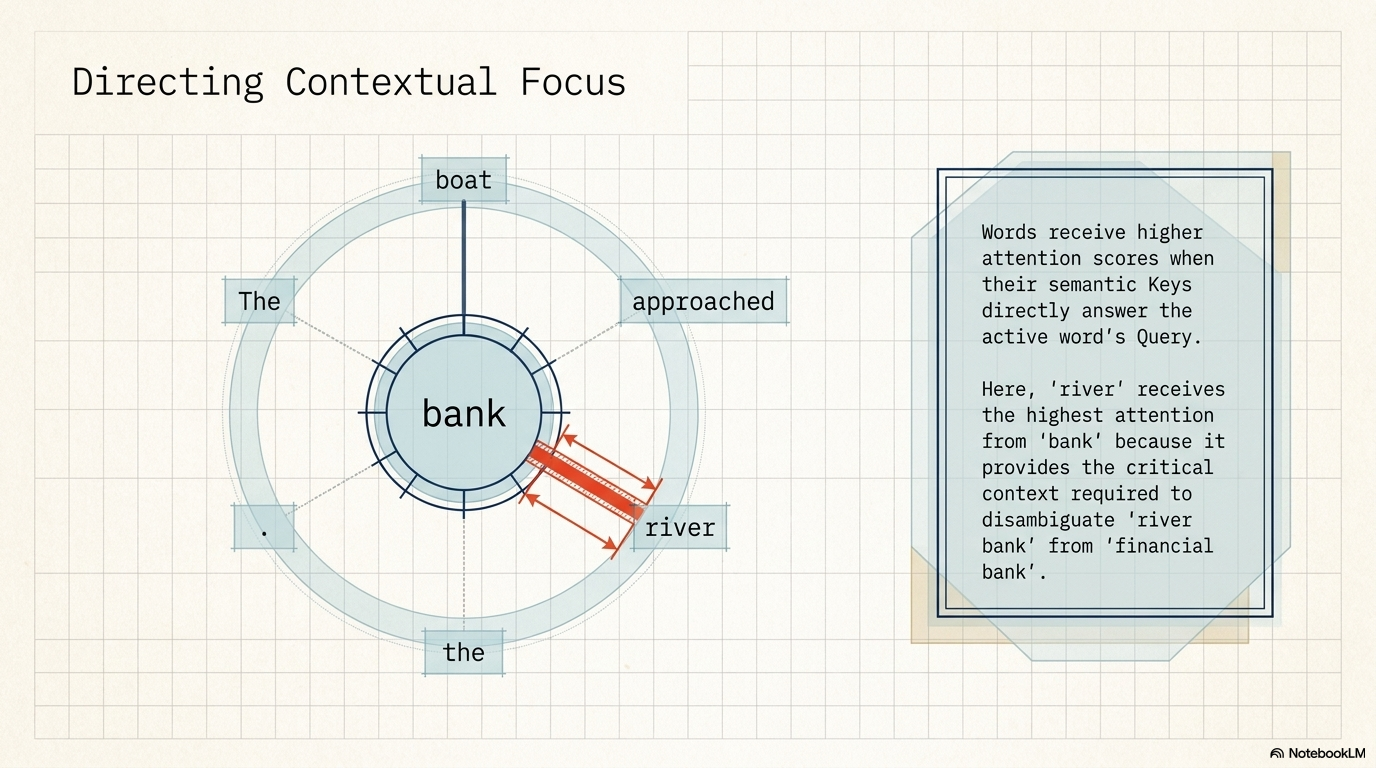 Directing Contextual Focus
boat
The
approached
bank
.
river
the
Words receive higher
attention scores when
their semantic Keys
directly answer the
active word's Query.
Here, 'river' receives
the highest attention
from 'bank' because it
provides the critical
context required to
disambiguate 'river
bank' from 'financial
bank'.
NotebookLM